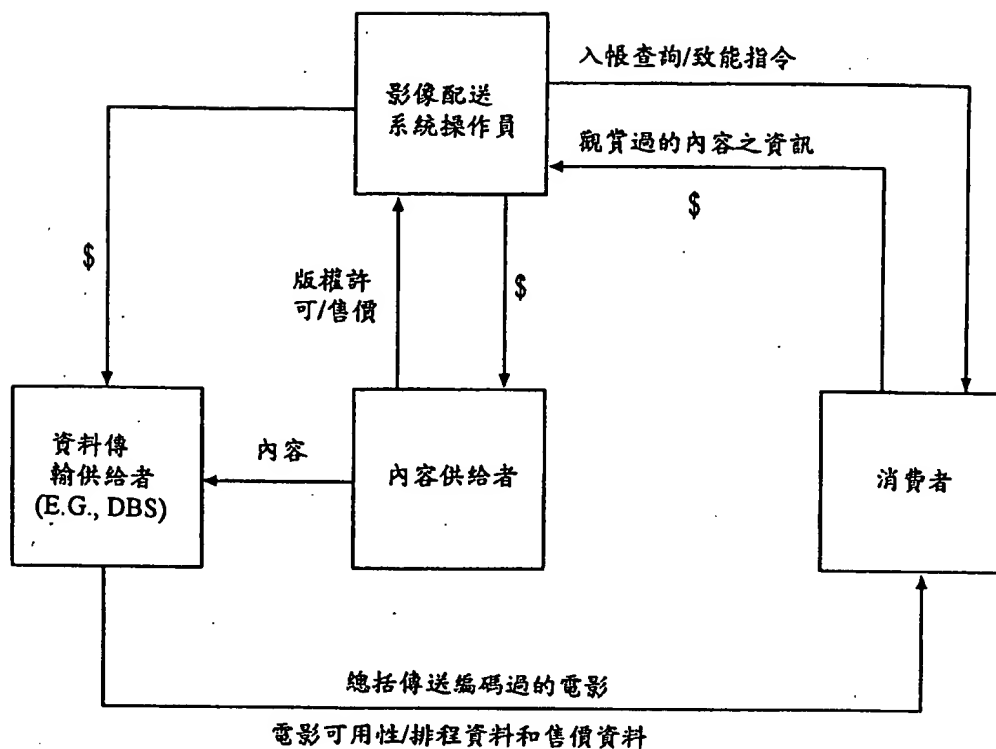 入帳查詢/致能指令
影像配送
系統操作員
觀賞過的內容之資訊
$
$
版權許
可/售價
$
資料傳
輸供給者
(E.G., DBS)
內容
內容供給者
消費者
總括傳送編碼過的電影
電影可用性/排程資料和售價資料